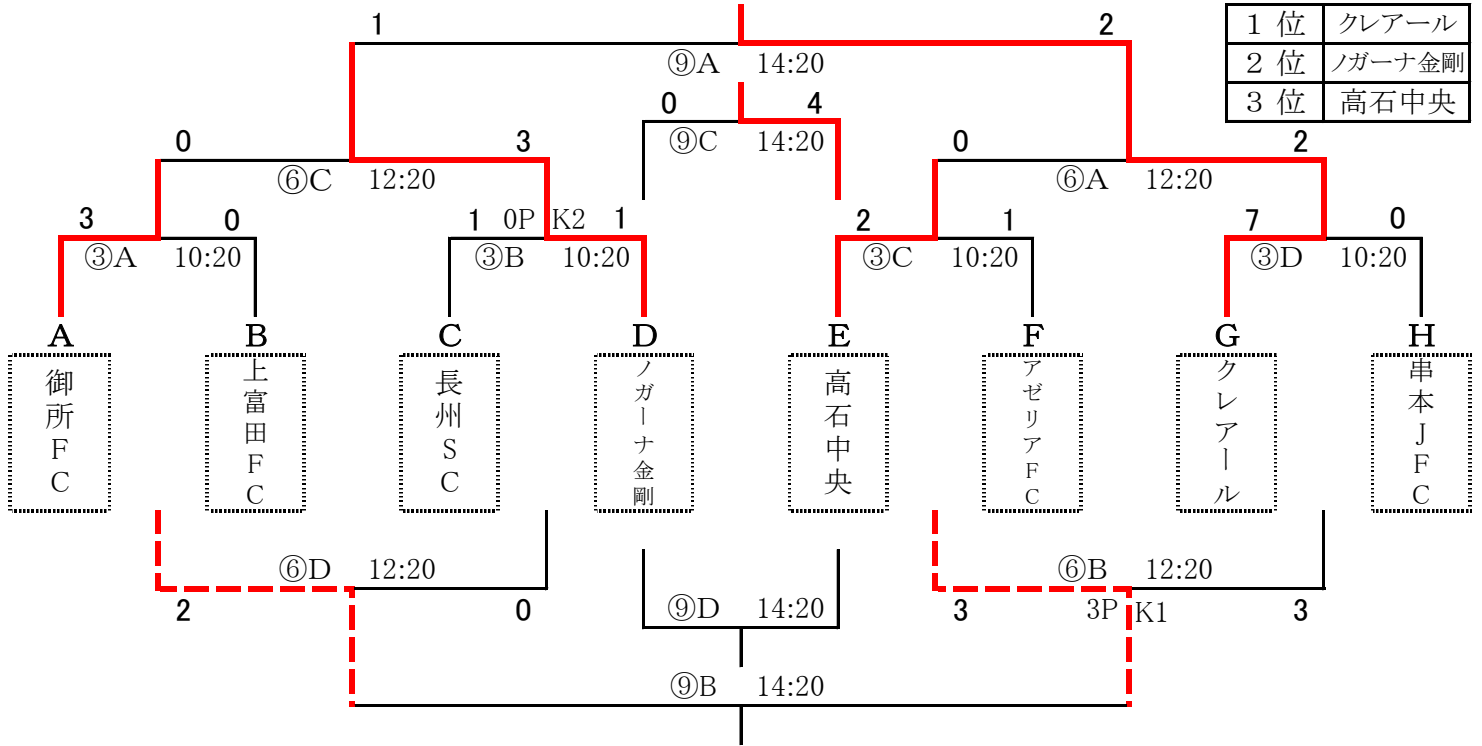 1 2
⑨A 14:20
1 位 クレアール
2 位 ノガーナ金剛
3 位 高石中央
0 4
⑨C 14:20
0 3
⑥C 12:20
0 2
⑥A 12:20
3 0
③A 10:20
1 0P K2 1
③B 10:20
2 1
③C 10:20
7 0
③D 10:20
A B C D E F G H
御所FC
上富田FC
長州SC
ノガーナ金剛
高石中央
アゼリアFC
クレアール
串本JFC
⑥D 12:20
2 0
⑥B 12:20
3 3P K1 3
⑨D 14:20
⑨B 14:20